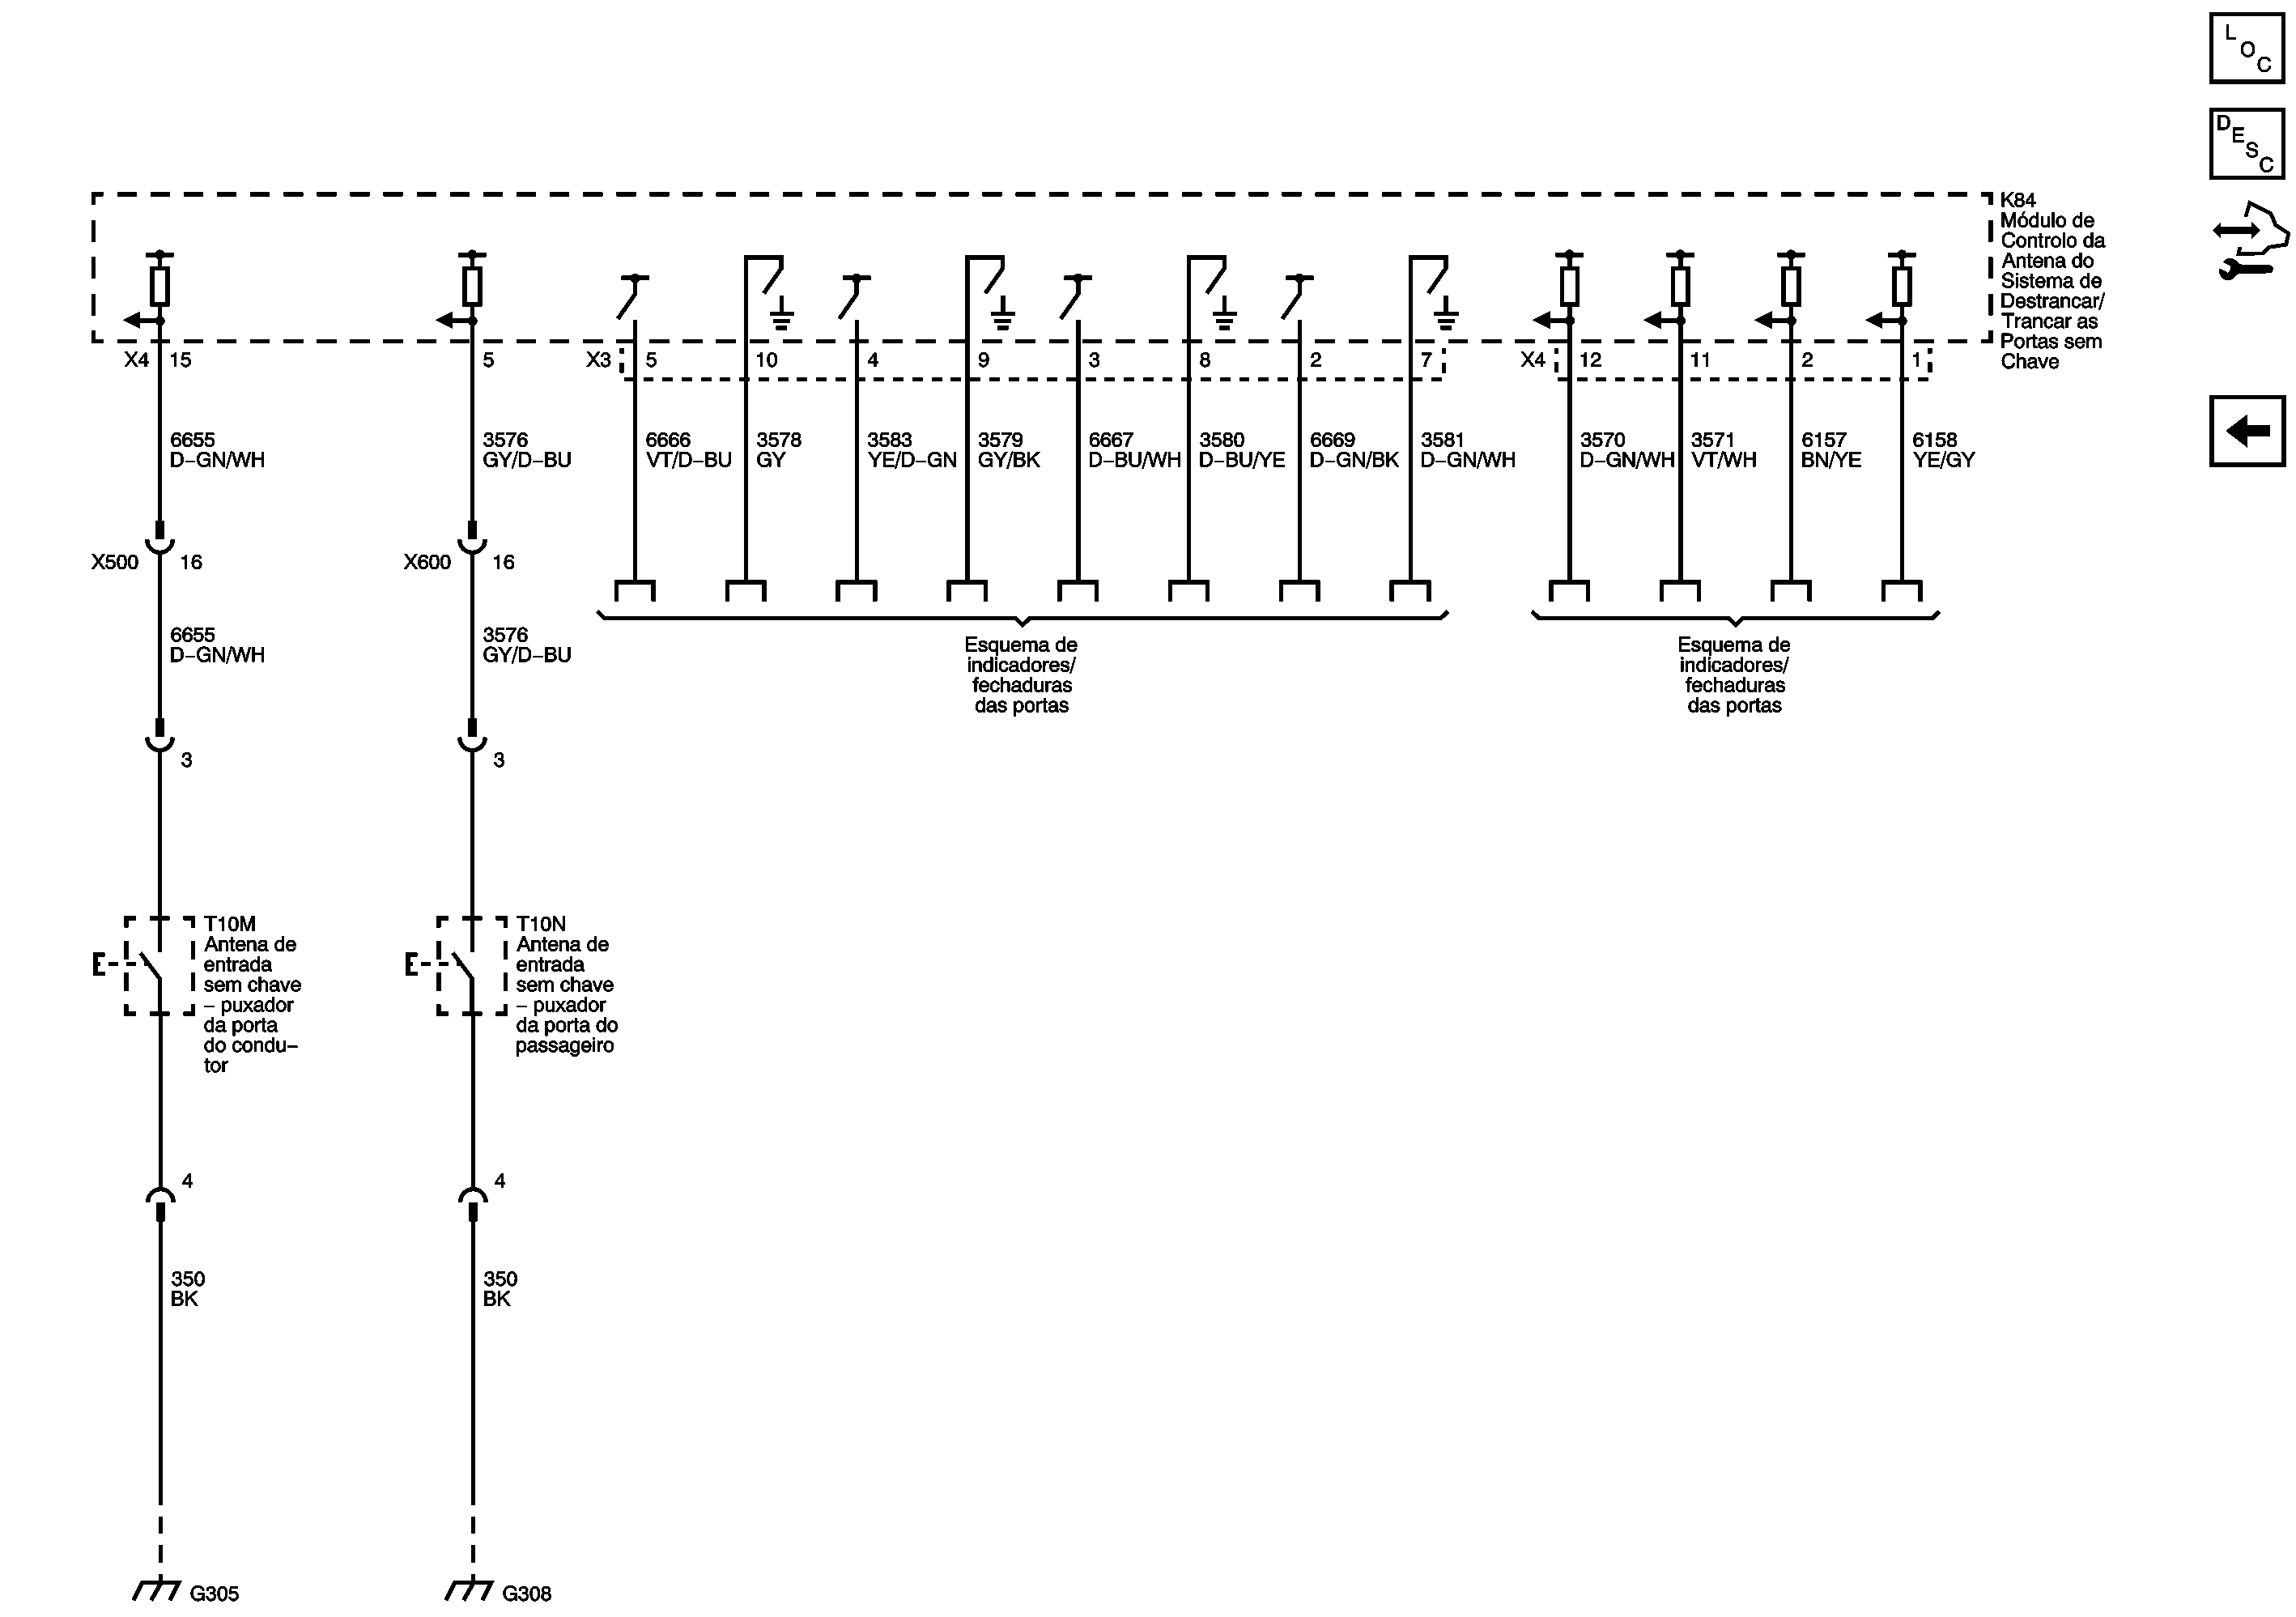 L
O
C
D
E
S
C
K84
Módulo de
Controlo da
Antena do
Sistema de
Destrancar/
Trancar as
Portas sem
Chave
X4 15
5
X3 5 10 4 9 3 8 2 7
X4 12 11 2 1
6655
D-GN/WH
3576
GY/D-BU
6666
VT/D-BU
3578
GY
3583
YE/D-GN
3579
GY/BK
6667
D-BU/WH
3580
D-BU/YE
6669
D-GN/BK
3581
D-GN/WH
3570
D-GN/WH
3571
VT/WH
6157
BN/YE
6158
YE/GY
X500 16
X600 16
6655
D-GN/WH
3576
GY/D-BU
Esquema de
indicadores/
fechaduras
das portas
Esquema de
indicadores/
fechaduras
das portas
3
3
T10M
Antena de
entrada
sem chave
- puxador
da porta
do condu-
tor
T10N
Antena de
entrada
sem chave
- puxador
da porta do
passageiro
4
4
350
BK
350
BK
G305
G308